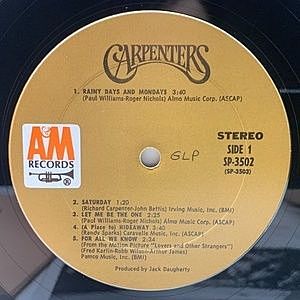 CARPENTERS
1. RAINY DAYS AND MONDAYS 3:40
(Paul Williams-Roger Nichols) Almo Music Corp. (ASCAP)
A&M
RECORDS
GLP
STEREO
SIDE 1
SP-3502
(SP-3503)
2. SATURDAY 1:20
(Richard Carpenter-John Bettis) Irving Music, Inc. (BMI)
3. LET ME BE THE ONE 2:25
(Paul Williams-Roger Nichols) Almo Music Corp. (ASCAP)
4. (A Place to) HIDEAWAY 3:40
(Randy Sparks) Caravelle Music, Inc. (ASCAP)
5. FOR ALL WE KNOW 2:34
(From the Motion Picture "Lovers and Other Strangers")
(Fred Karlin-Robb Wilson-Arthur James)
Pamco Music, Inc. (BMI)
Produced by Jack Daugherty